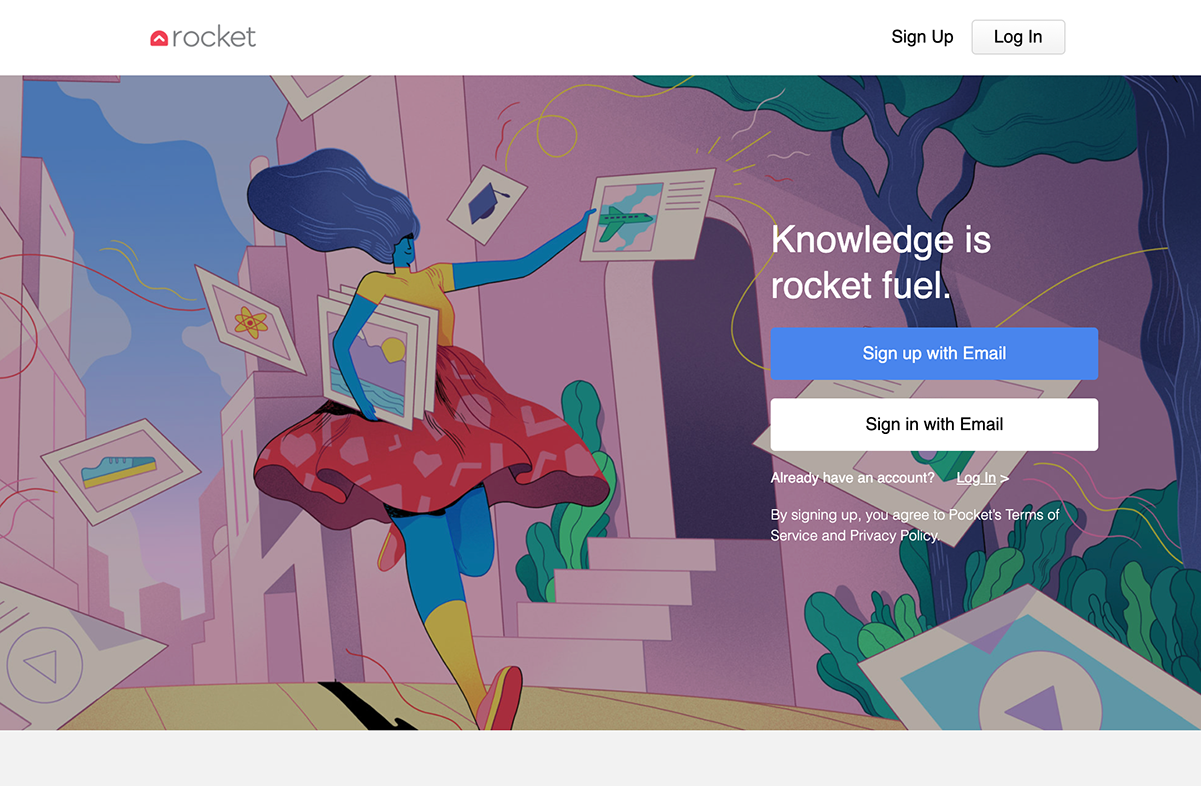 rocket
Sign Up
Log In
Knowledge is
rocket fuel.
Sign up with Email
Sign in with Email
Already have an account? Log In >
By signing up, you agree to Pocket's Terms of
Service and Privacy Policy.